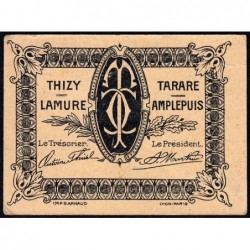 THIZY TARARE
LAMURE AMPLEPUIS
Le Trésorier, Le Président,
IMP. B. ARNAUD LYON-PARIS